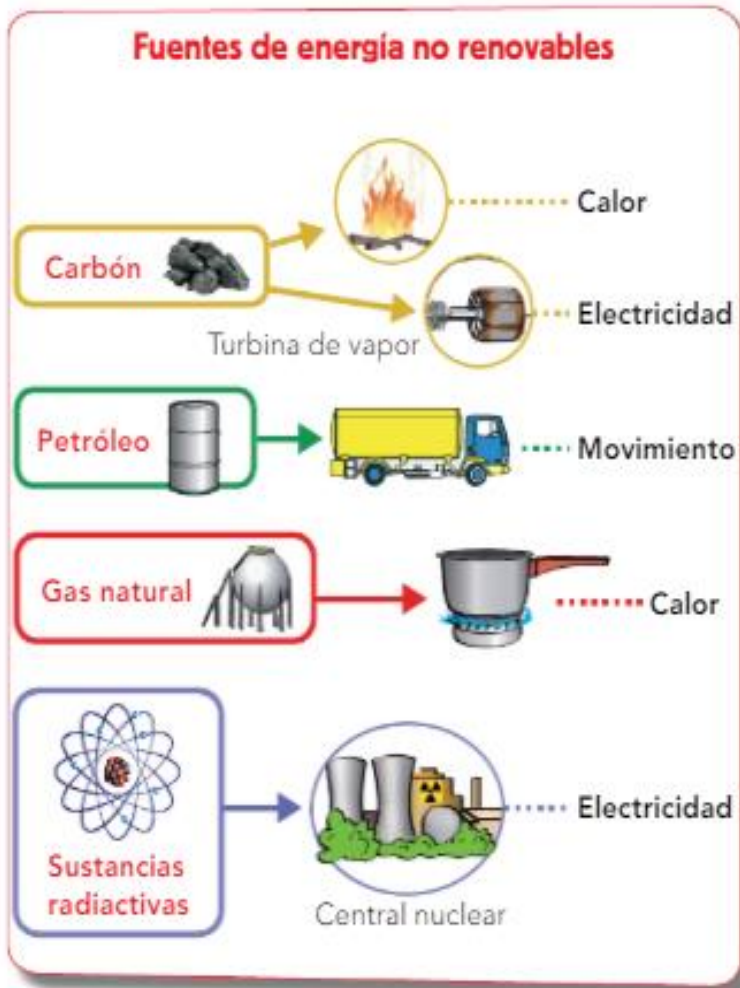 Fuentes de energía no renovables
Calor
Carbón
Electricidad
Turbina de vapor
Petróleo
Movimiento
Gas natural
Calor
Electricidad
Sustancias
radiactivas
Central nuclear